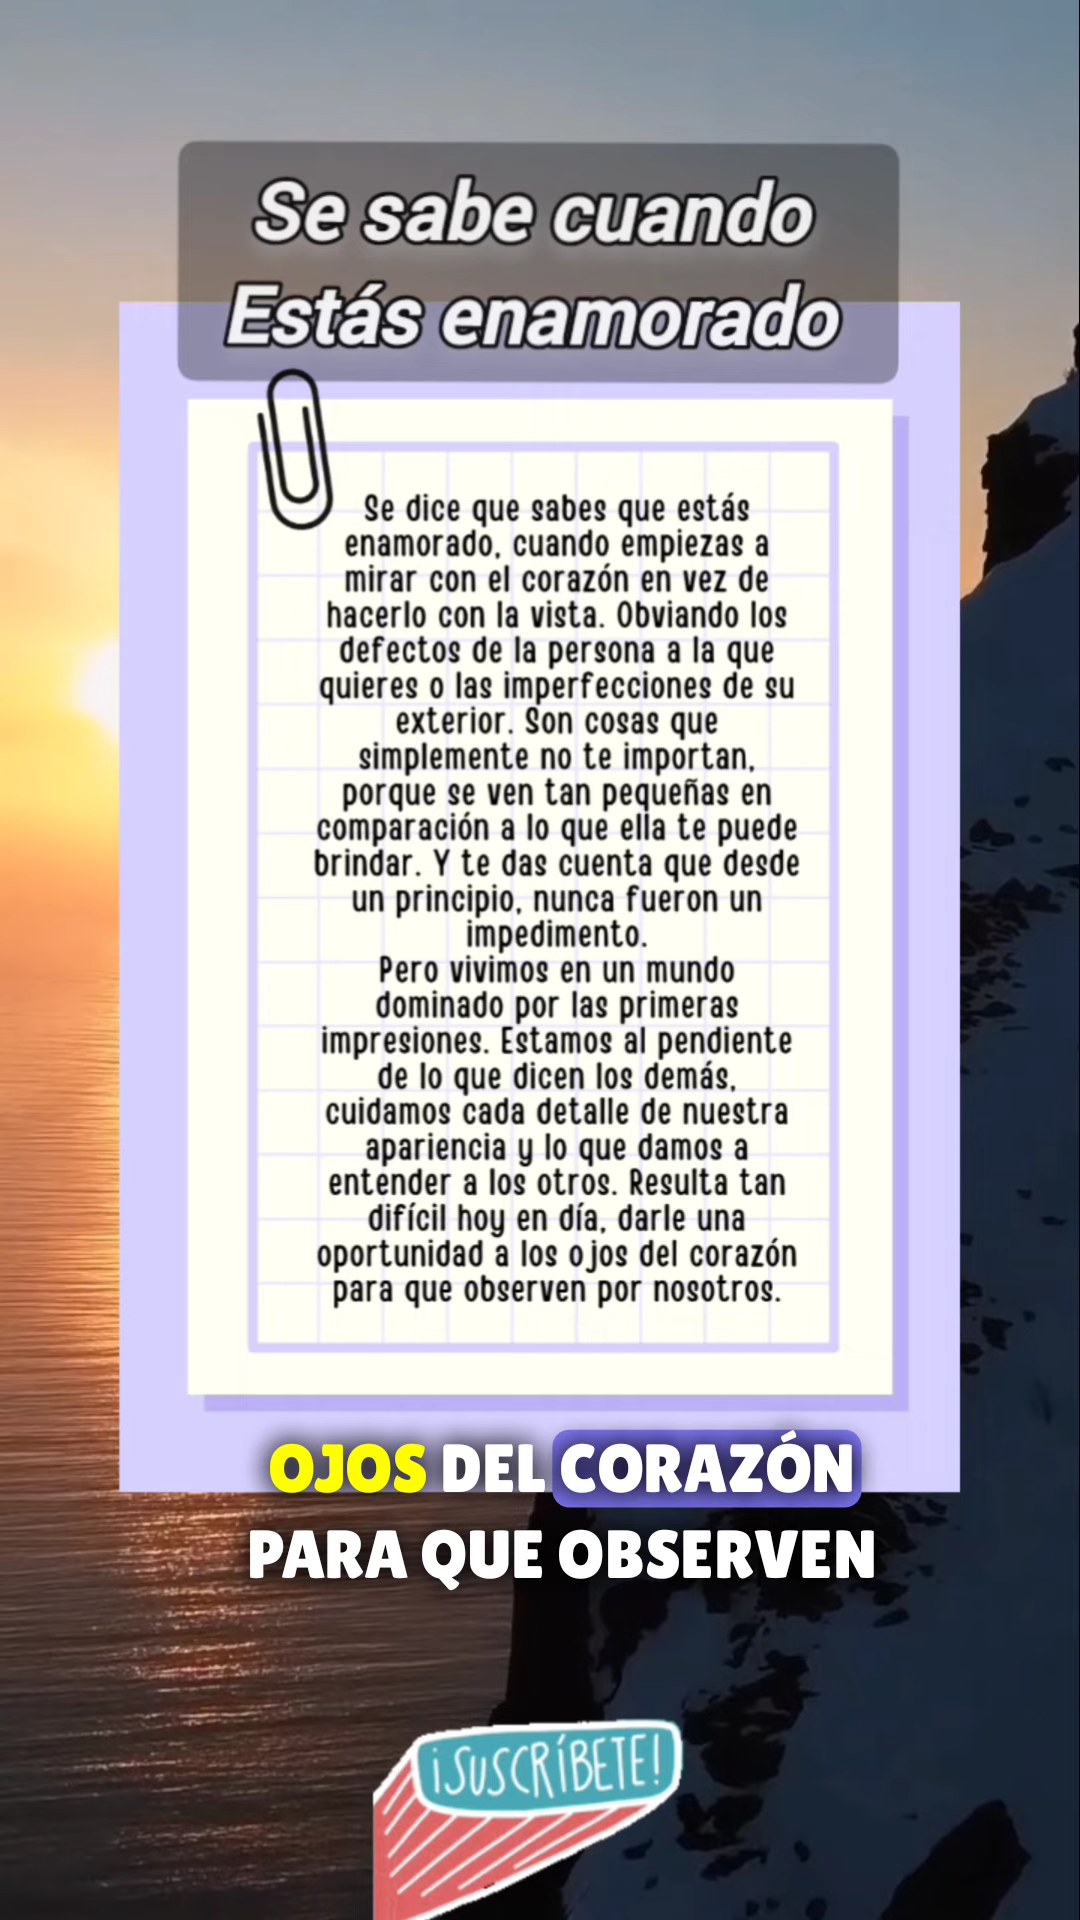 Se sabe cuando
Estás enamorado
Se dice que sabes que estás
enamorado, cuando empiezas a
mirar con el corazón en vez de
hacerlo con la vista. Obviando los
defectos de la persona a la que
quieres o las imperfecciones de su
exterior. Son cosas que
simplemente no te importan,
porque se ven tan pequeñas en
comparación a lo que ella te puede
brindar. Y te das cuenta que desde
un principio, nunca fueron un
impedimento.
Pero vivimos en un mundo
dominado por las primeras
impresiones. Estamos al pendiente
de lo que dicen los demás,
cuidamos cada detalle de nuestra
apariencia y lo que damos a
entender a los otros. Resulta tan
difícil hoy en día, darle una
oportunidad a los ojos del corazón
para que observen por nosotros.
OJOS DEL CORAZÓN
PARA QUE OBSERVEN
¡SUSCRÍBETE!